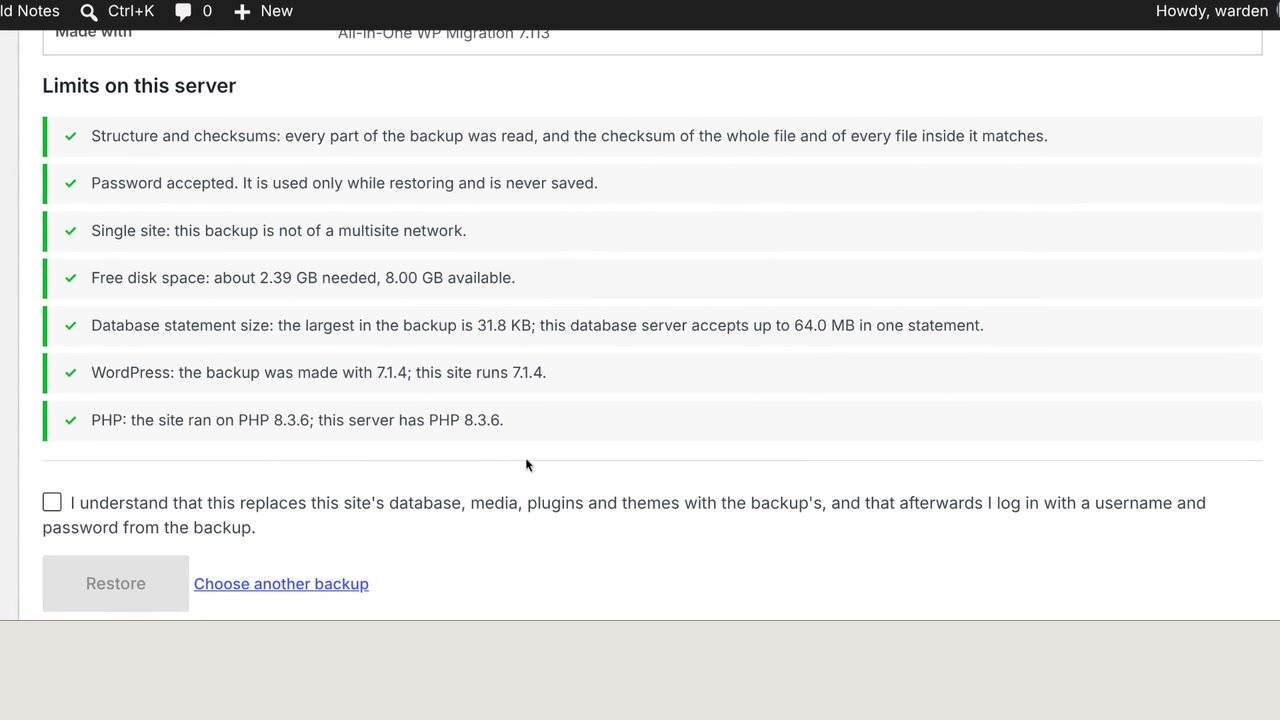 ld Notes Ctrl+K 0 New Howdy, warden
Made with All-in-One WP Migration 7.113
Limits on this server
Structure and checksums: every part of the backup was read, and the checksum of the whole file and of every file inside it matches.
Password accepted. It is used only while restoring and is never saved.
Single site: this backup is not of a multisite network.
Free disk space: about 2.39 GB needed, 8.00 GB available.
Database statement size: the largest in the backup is 31.8 KB; this database server accepts up to 64.0 MB in one statement.
WordPress: the backup was made with 7.1.4; this site runs 7.1.4.
PHP: the site ran on PHP 8.3.6; this server has PHP 8.3.6.
I understand that this replaces this site's database, media, plugins and themes with the backup's, and that afterwards I log in with a username and
password from the backup.
Restore Choose another backup